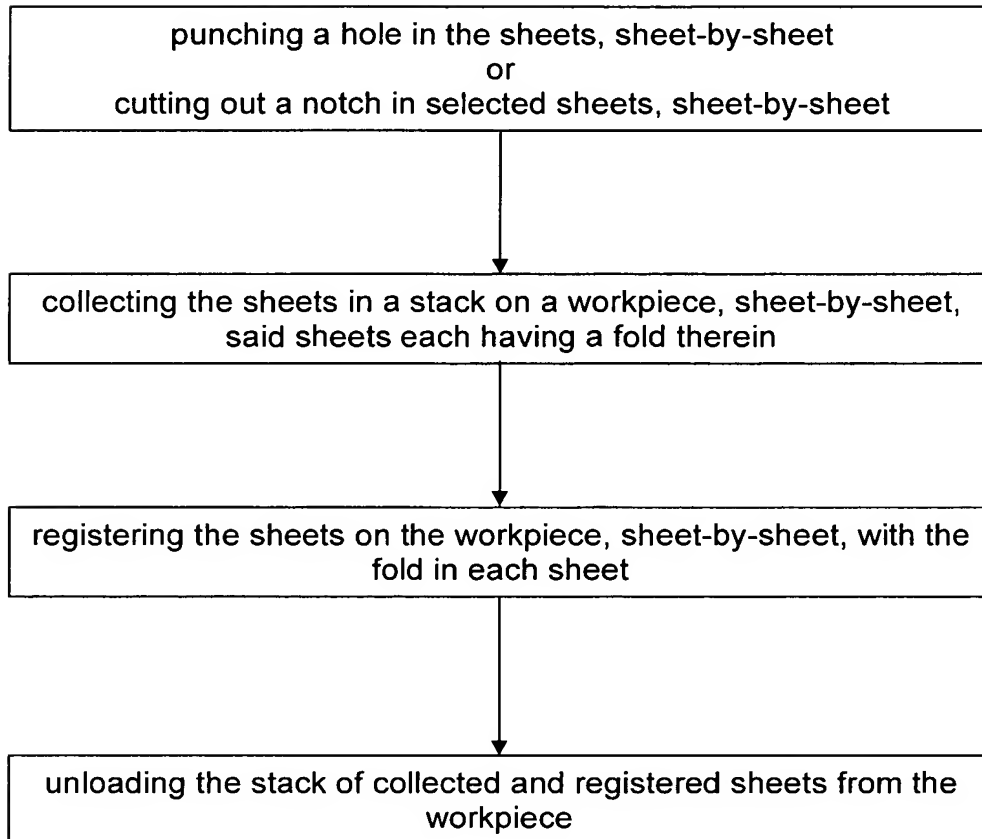 punching a hole in the sheets, sheet-by-sheet
or
cutting out a notch in selected sheets, sheet-by-sheet
collecting the sheets in a stack on a workpiece, sheet-by-sheet,
said sheets each having a fold therein
registering the sheets on the workpiece, sheet-by-sheet, with the
fold in each sheet
unloading the stack of collected and registered sheets from the
workpiece